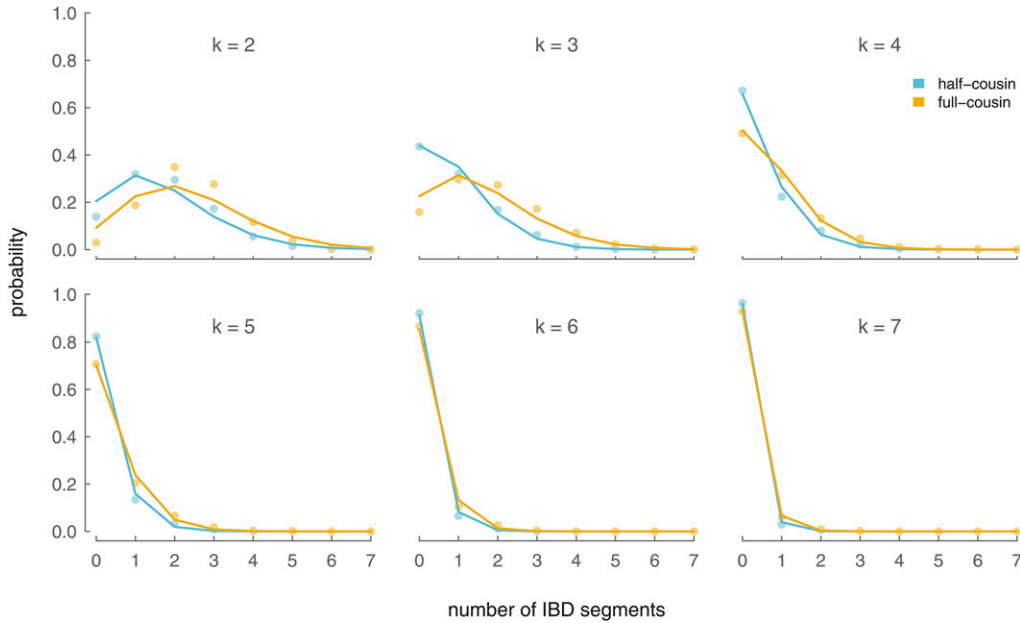 1.0
0.8
0.6
0.4
0.2
0.0
k = 2
k = 3
k = 4
half−cousin
full−cousin
probability
1.0
0.8
0.6
0.4
0.2
0.0
k = 5
k = 6
k = 7
0 1 2 3 4 5 6 7
0 1 2 3 4 5 6 7
0 1 2 3 4 5 6 7
number of IBD segments